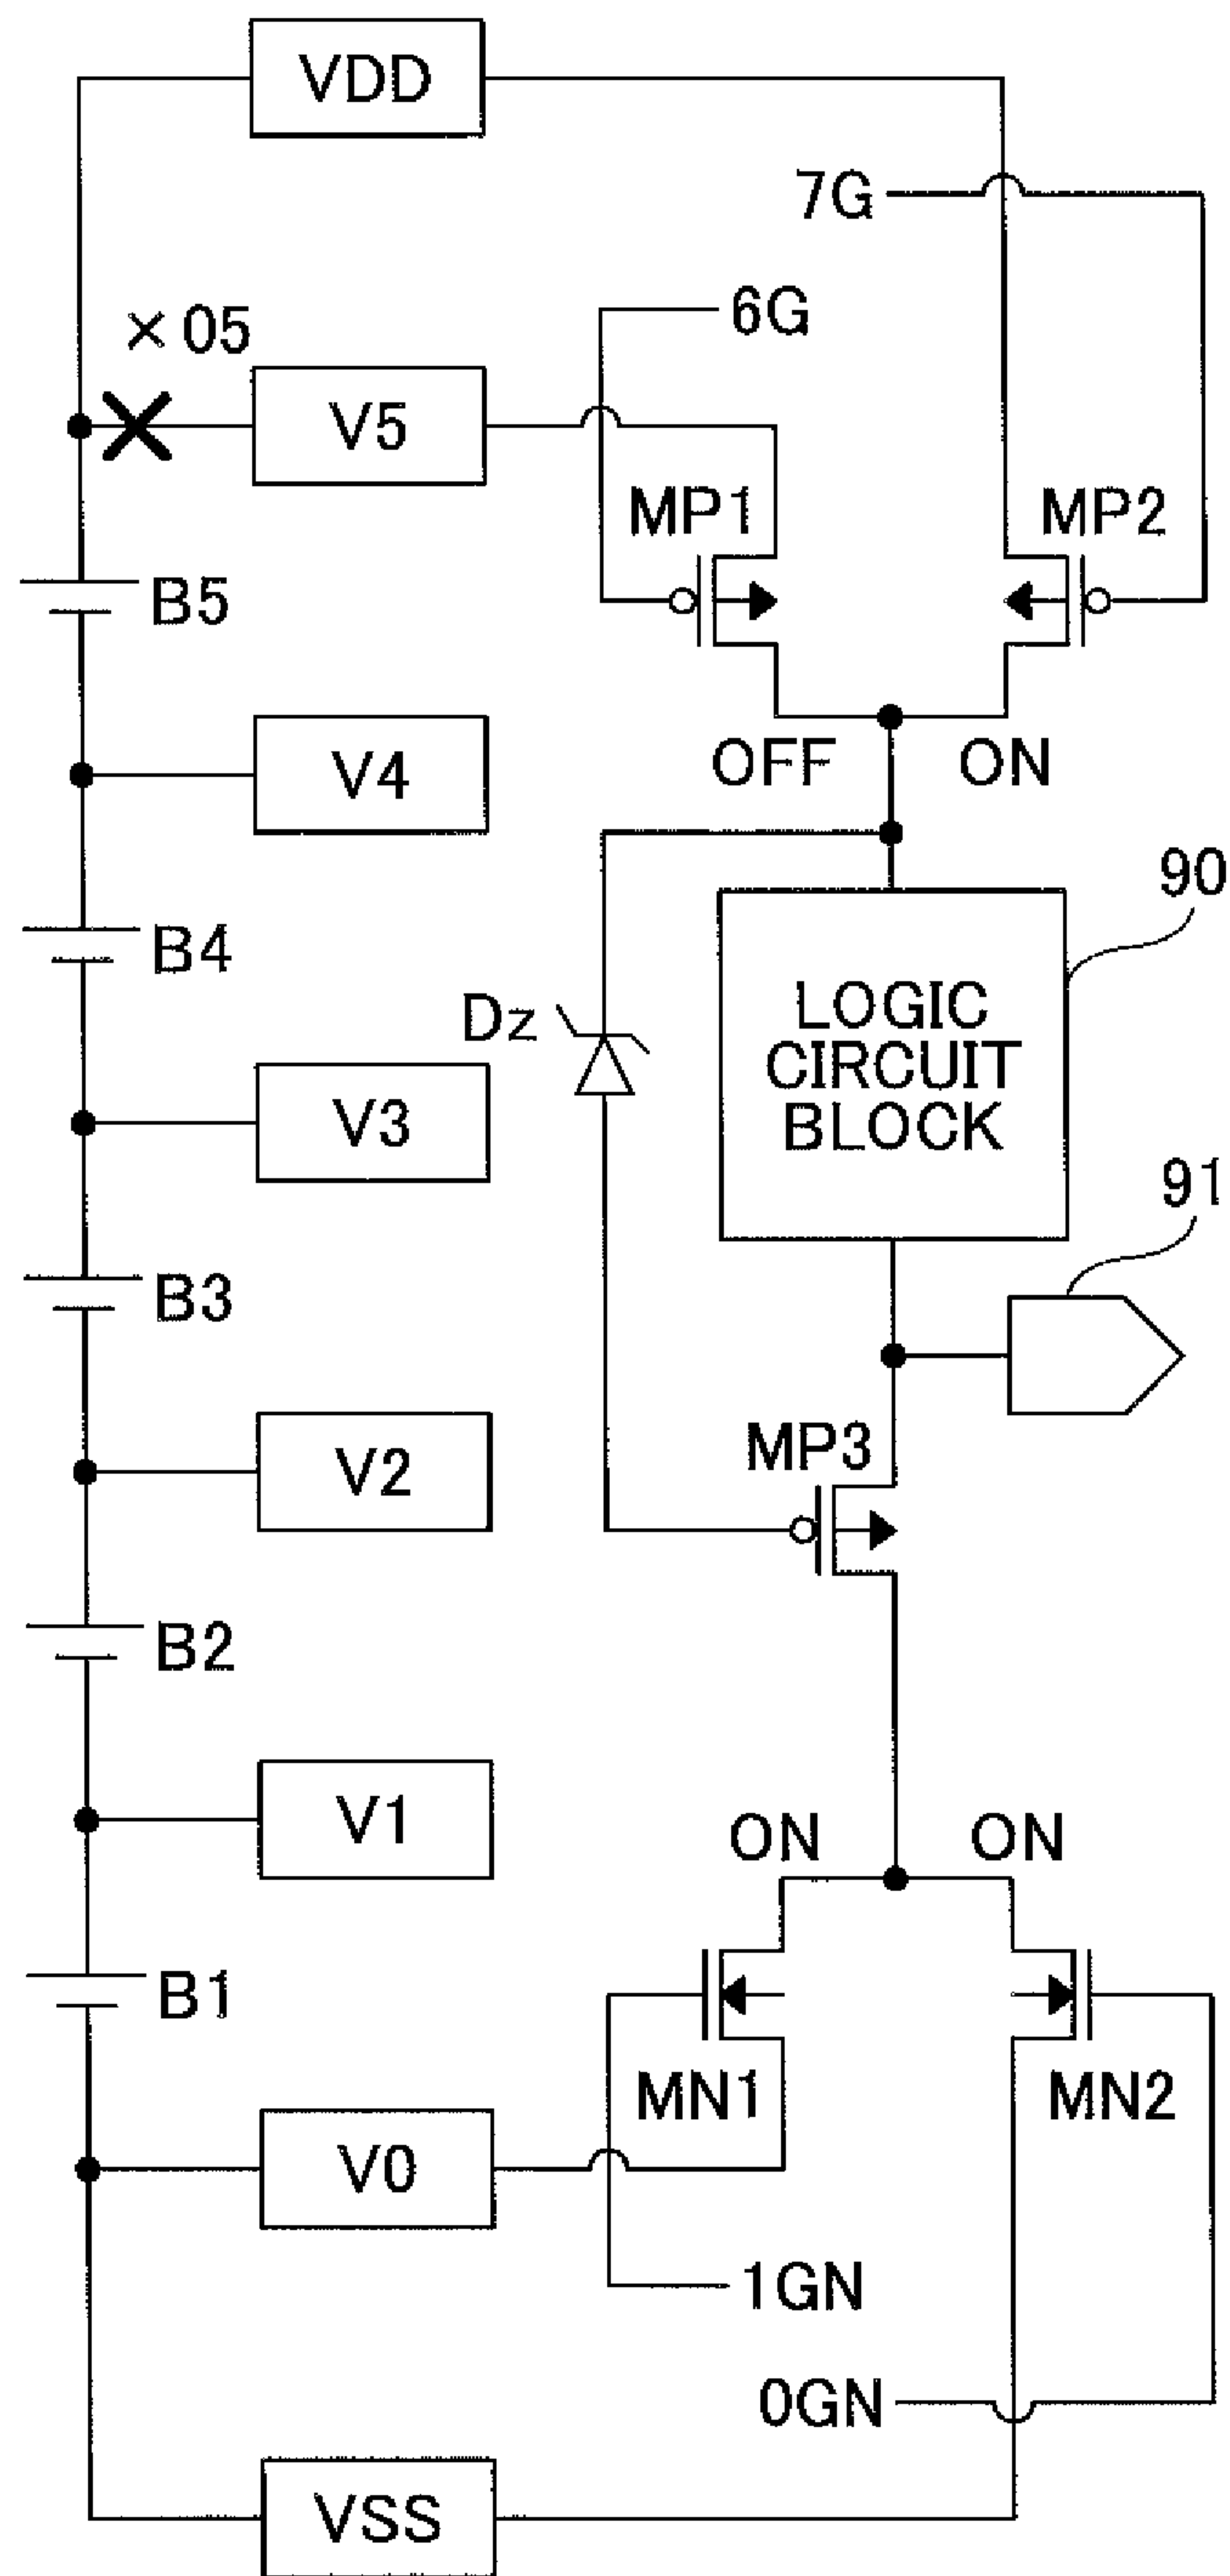 VDD
7G
6G
×05
V5
MP1
MP2
B5
V4
OFF
ON
90
B4
LOGIC
CIRCUIT
BLOCK
Dz
V3
91
B3
V2
MP3
B2
V1
ON
ON
B1
MN1
MN2
V0
1GN
0GN
VSS